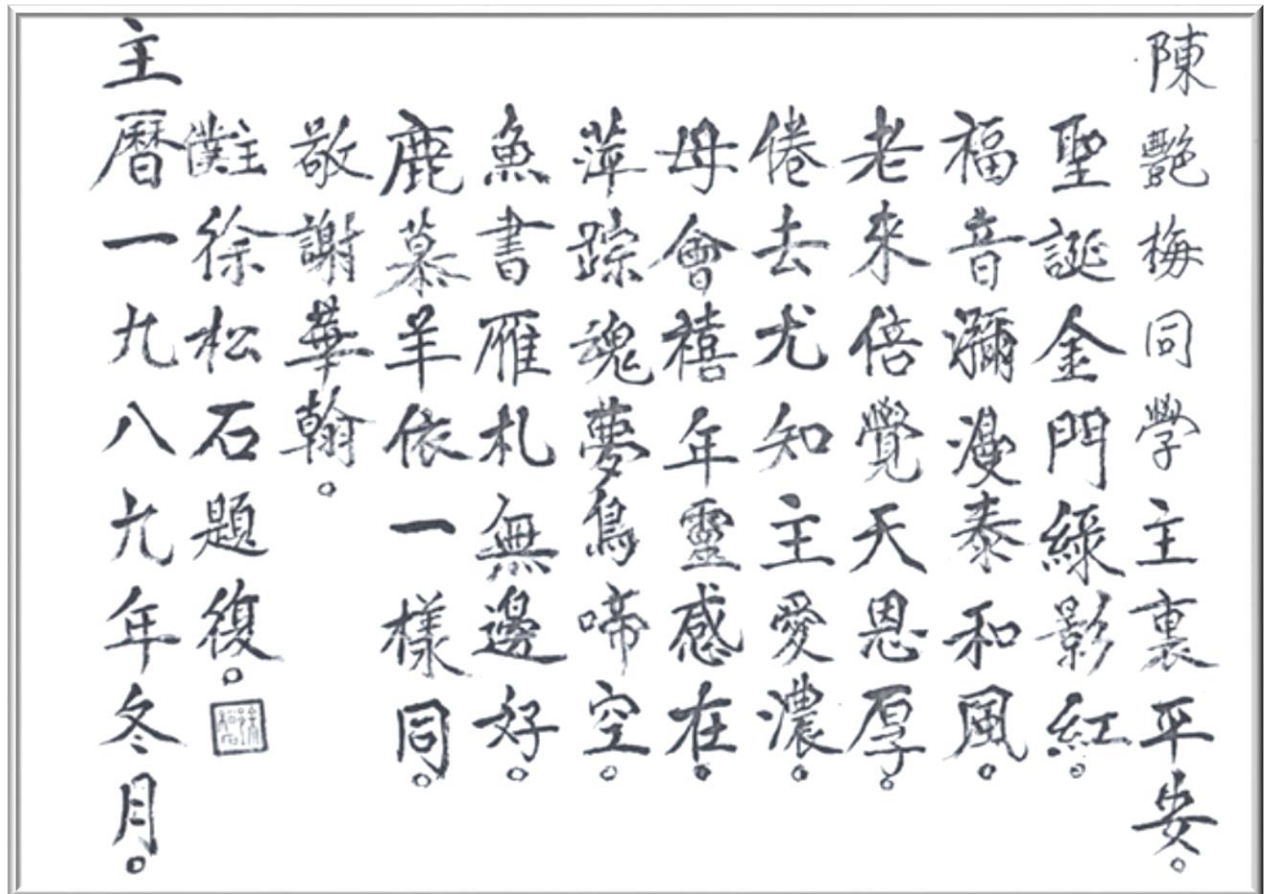 陳艷梅同學主裏平安。
聖誕金門綠影紅。
福音瀰漫泰和風。
老來倍覺天恩厚。
倦去尤知主愛濃。
母會禧年靈感在。
萍踪魂夢鳥啼空。
魚書雁札無邊好。
鹿慕羊依一樣同。
敬謝華翰。
主僕徐松石題復。
主曆一九八九年冬月。